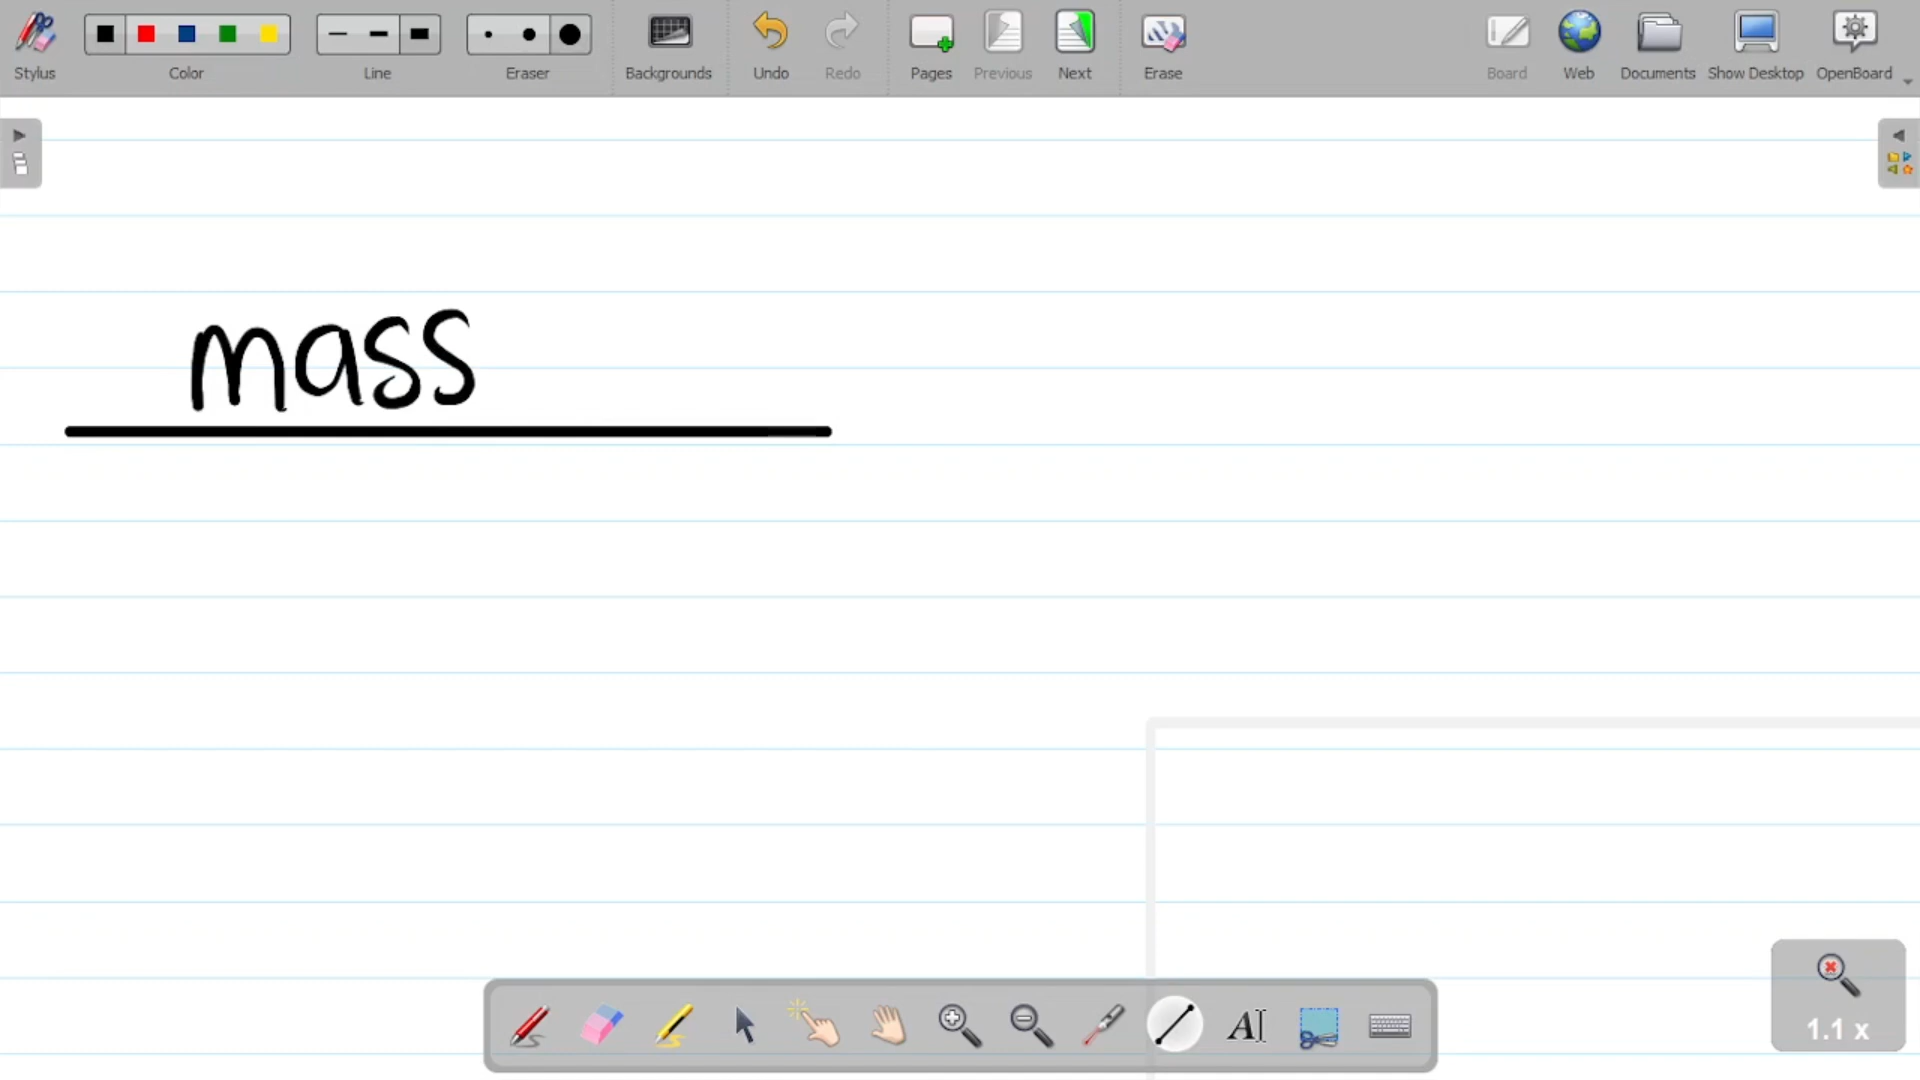 Stylus
Color
Line
Eraser
Backgrounds
Undo
Redo
Pages
Previous
Next
Erase
Board
Web
Documents
Show Desktop
OpenBoard
mass
1.1 x